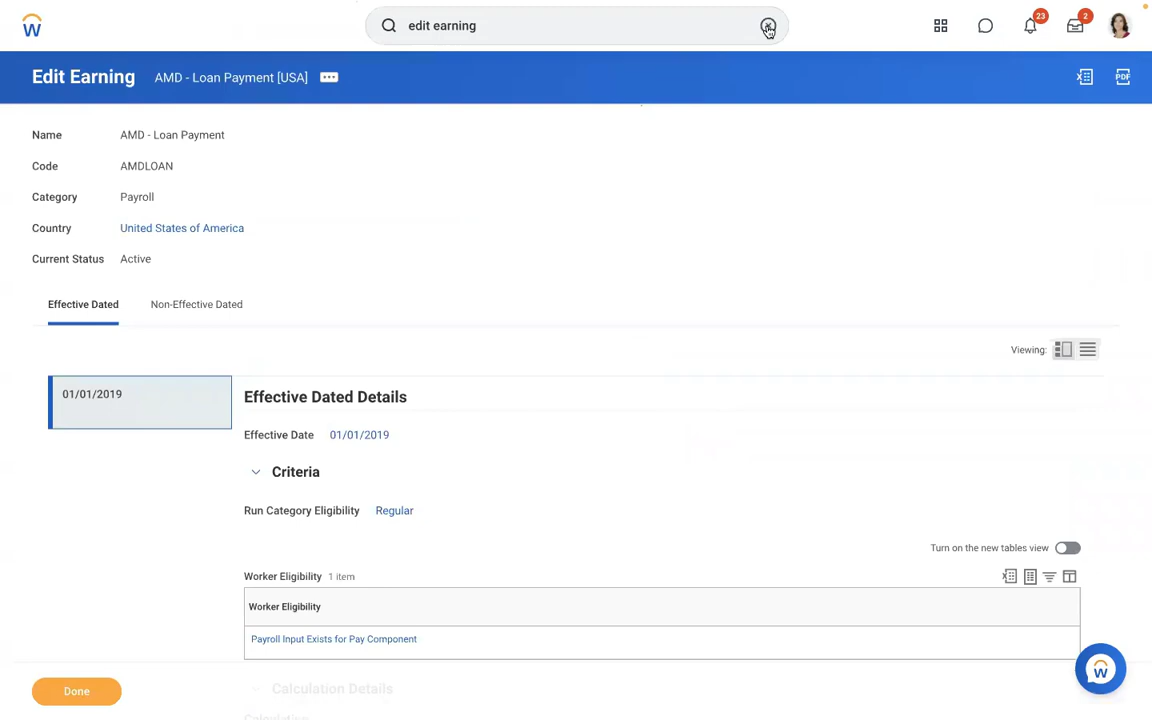 edit earning
23
2
Edit Earning AMD - Loan Payment [USA]
PDF
Name AMD - Loan Payment
Code AMDLOAN
Category Payroll
Country United States of America
Current Status Active
Effective Dated Non-Effective Dated
Viewing:
01/01/2019
Effective Dated Details
Effective Date 01/01/2019
Criteria
Run Category Eligibility Regular
Turn on the new tables view
Worker Eligibility 1 item
Worker Eligibility
Payroll Input Exists for Pay Component
Calculation Details
Calculation
Done